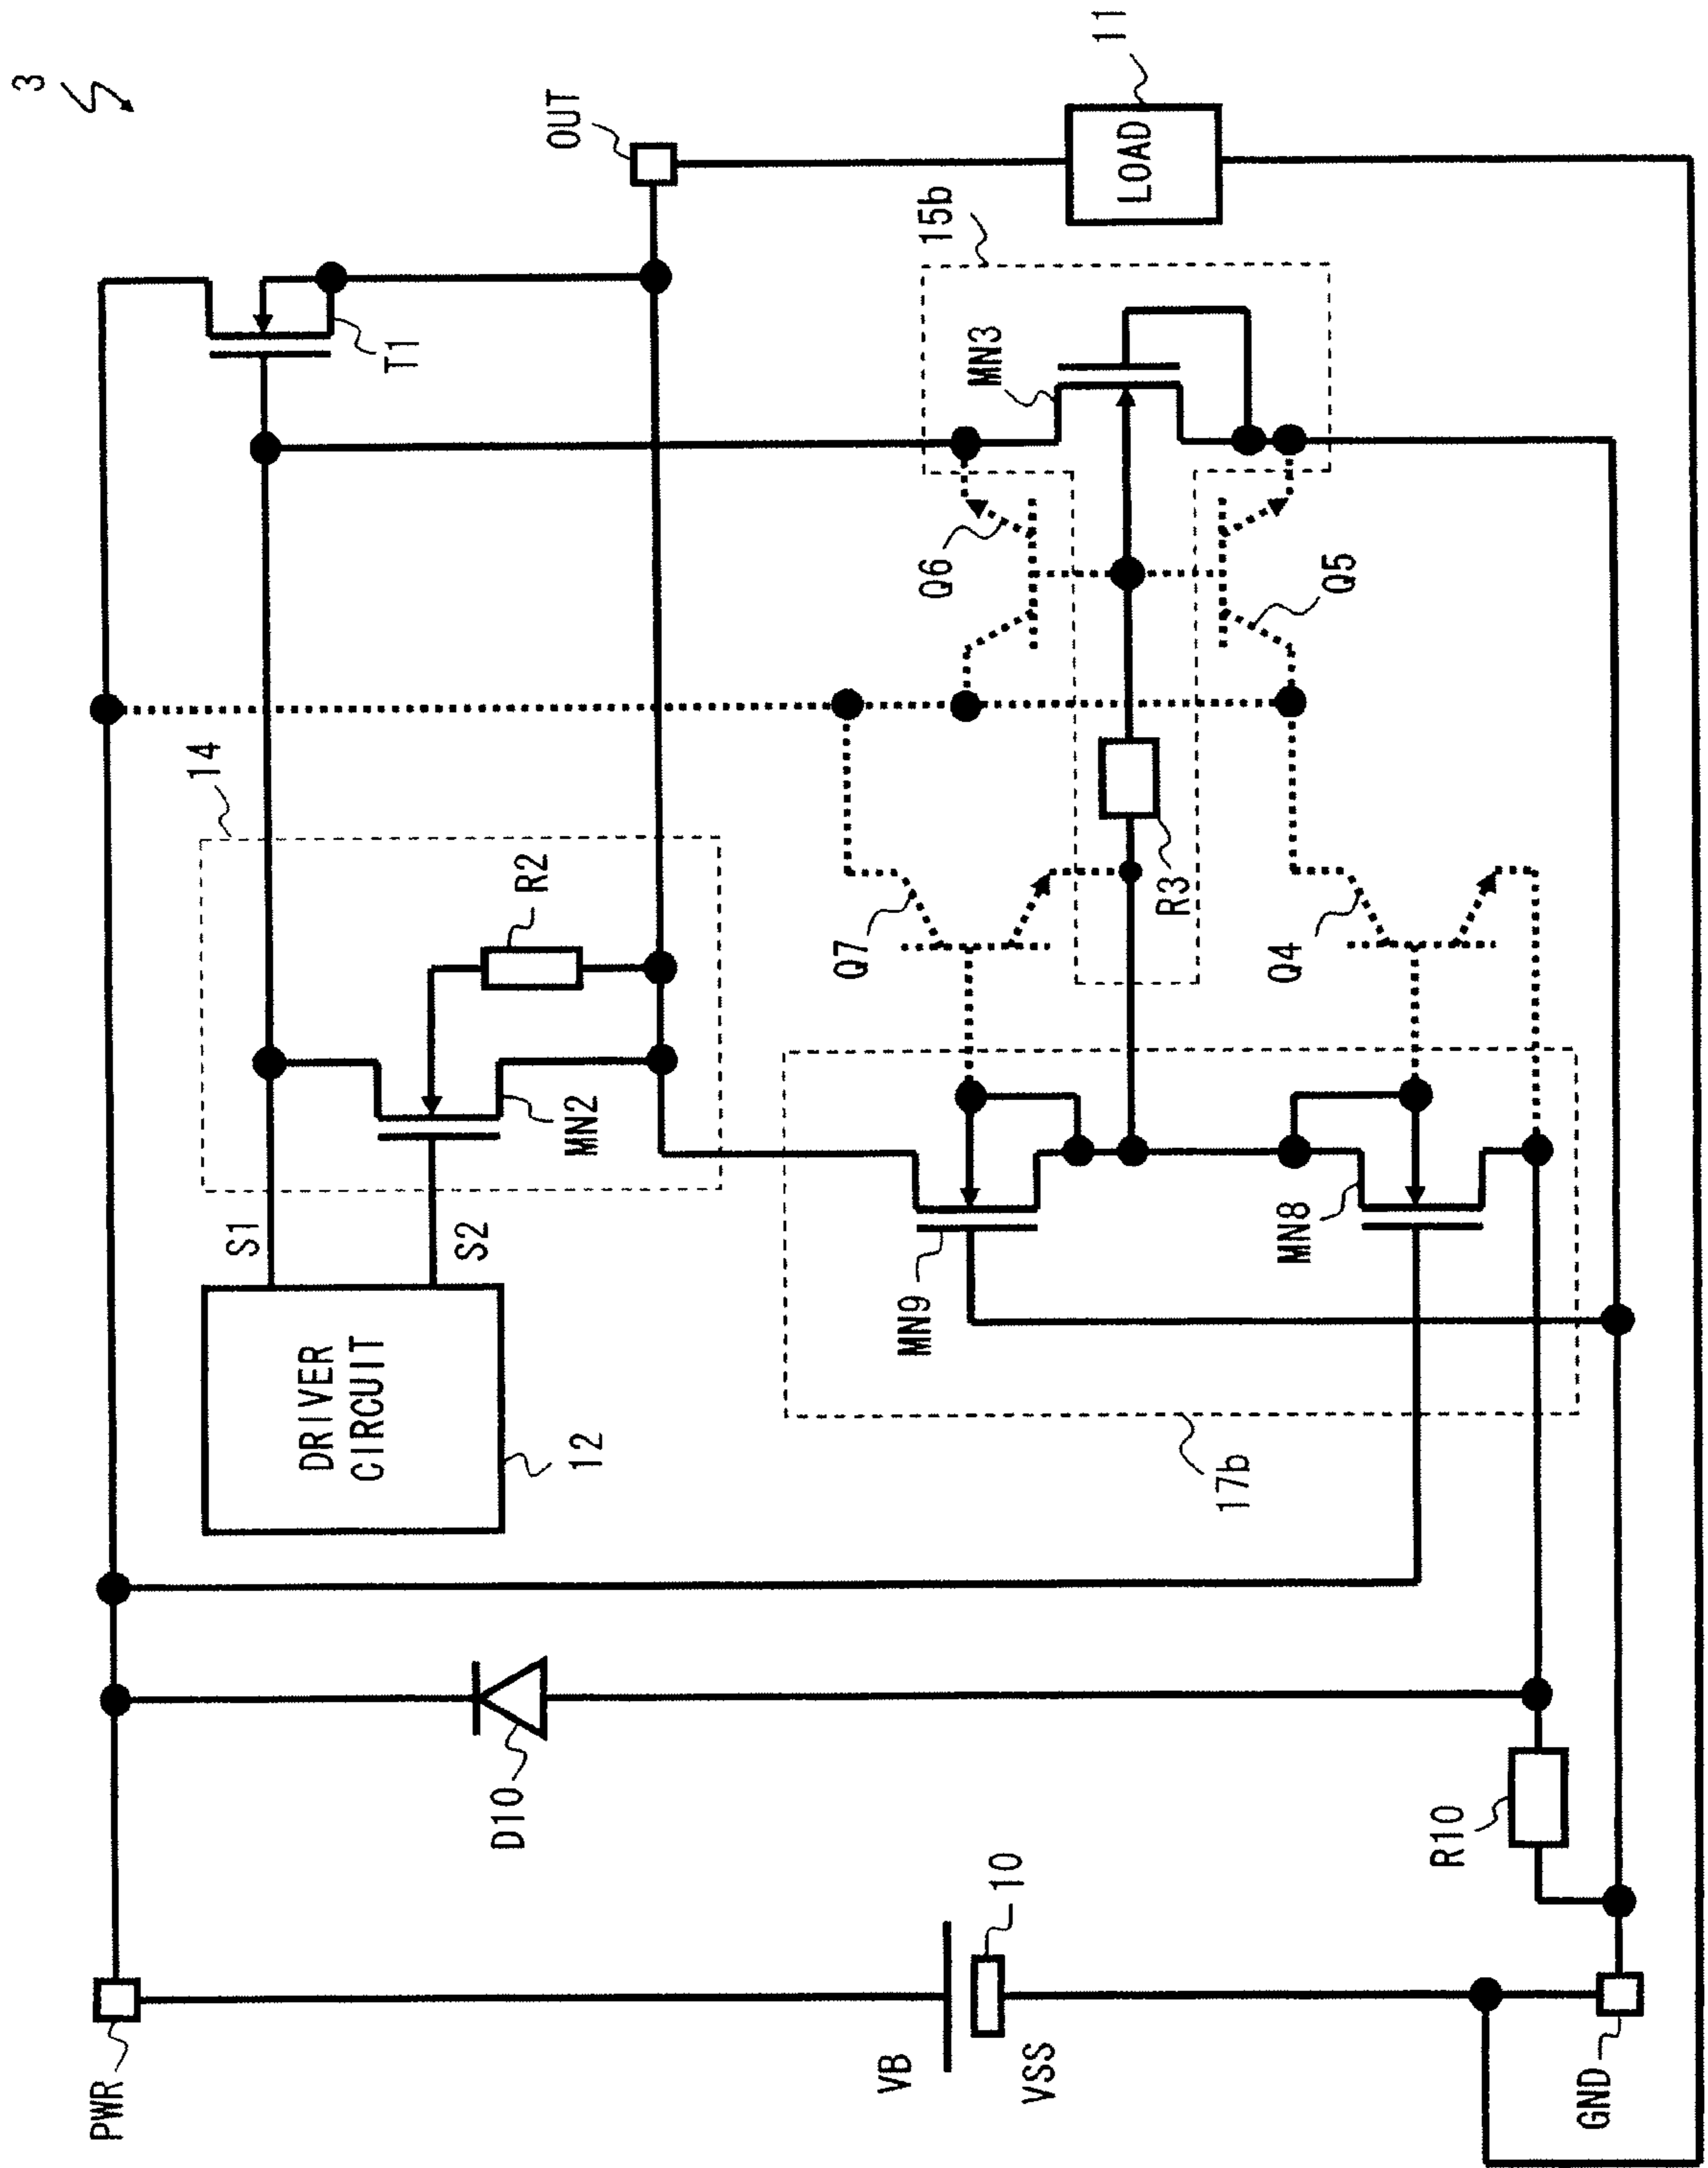 3
PWR
VB
VSS
10
GND
D10
R10
DRIVER
CIRCUIT
12
S1
S2
14
R2
MN2
T1
OUT
LOAD
11
15b
MN3
Q6
Q5
R3
Q7
Q4
MN9
MN8
17b